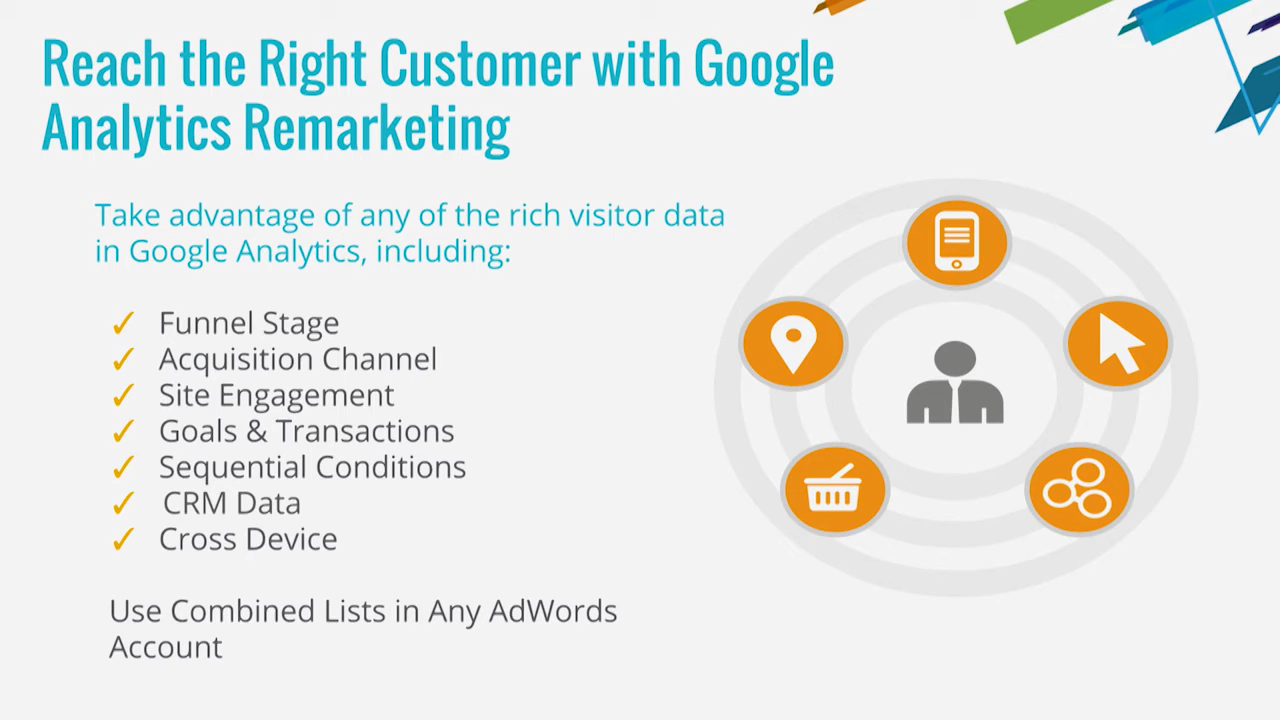 Reach the Right Customer with Google
Analytics Remarketing
Take advantage of any of the rich visitor data
in Google Analytics, including:
✓ Funnel Stage
✓ Acquisition Channel
✓ Site Engagement
✓ Goals & Transactions
✓ Sequential Conditions
✓ CRM Data
✓ Cross Device
Use Combined Lists in Any AdWords
Account